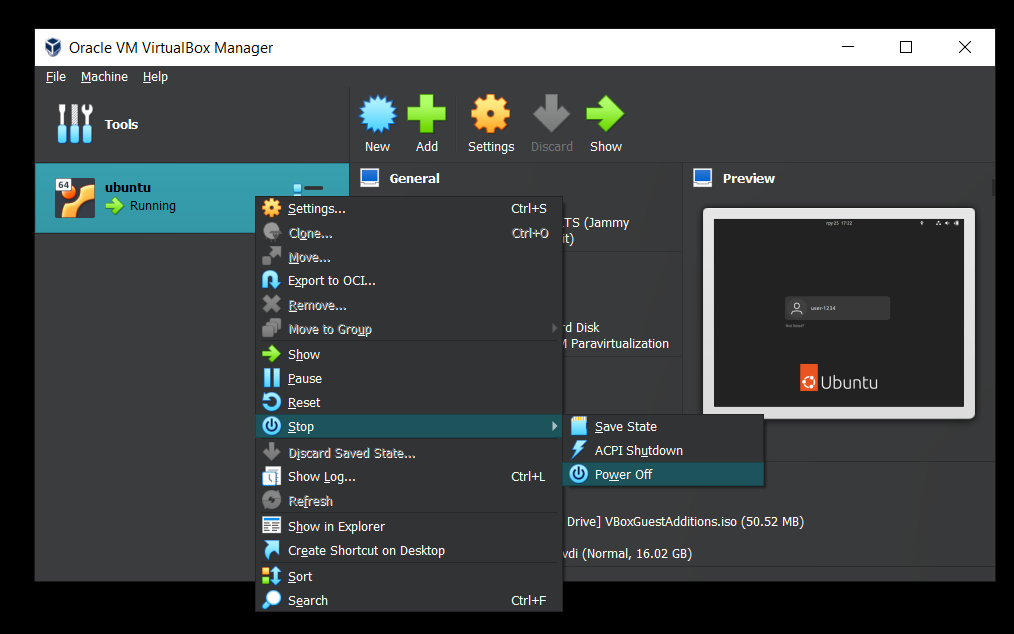 Oracle VM VirtualBox Manager
File Machine Help
Tools
New Add Settings Discard Show
64
ubuntu
Running
General
Preview
Settings... Ctrl+S
Clone... Ctrl+O
Move...
Export to OCI...
Remove...
Move to Group
Show
Pause
Reset
Stop
Discard Saved State...
Show Log... Ctrl+L
Refresh
Show in Explorer
Create Shortcut on Desktop
Sort
Search Ctrl+F
Save State
ACPI Shutdown
Power Off
TS (Jammy
it)
rd Disk
M Paravirtualization
17:22
user-1234
Ubuntu
Drive] VBoxGuestAdditions.iso (50.52 MB)
vdi (Normal, 16.02 GB)